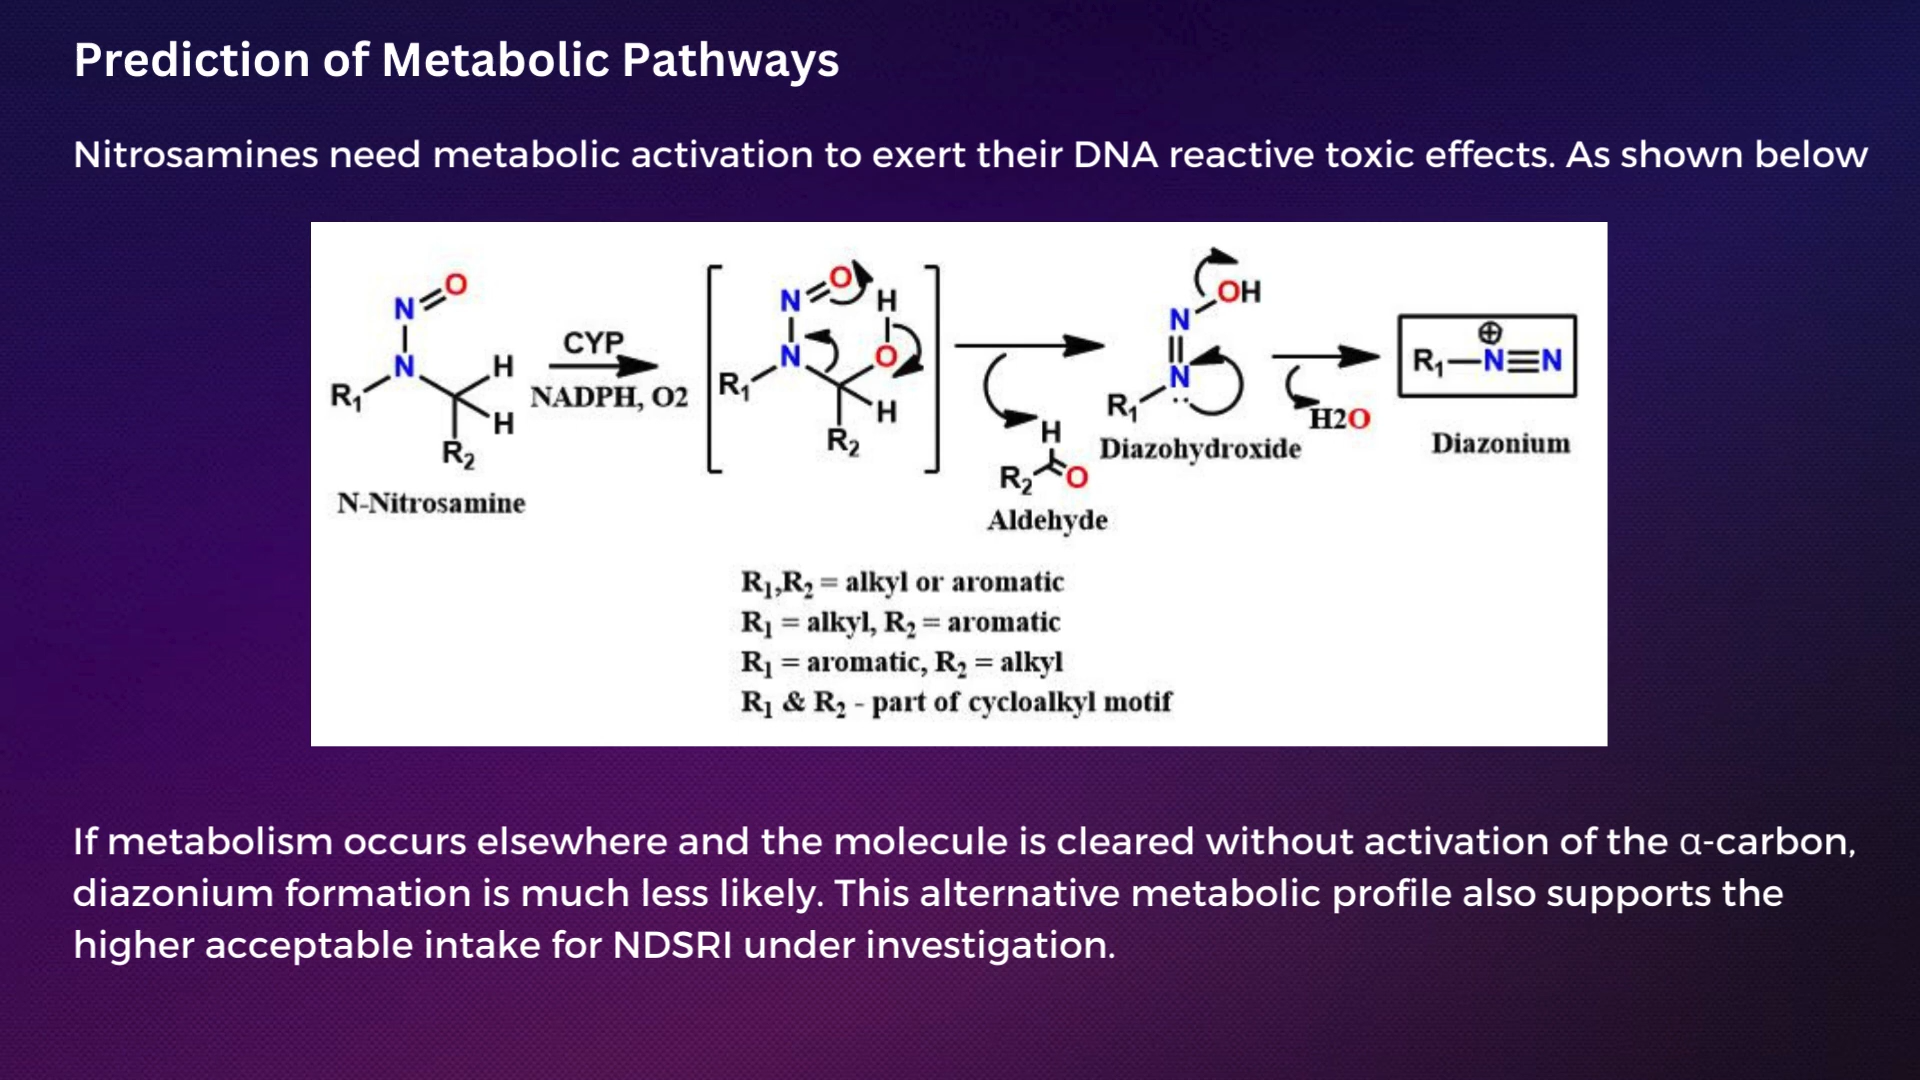 Prediction of Metabolic Pathways
Nitrosamines need metabolic activation to exert their DNA reactive toxic effects. As shown below
N=O
N
R₁
H
H
R₂
N-Nitrosamine
CYP
NADPH, O2
N=O
H
N
O
R₁
H
R₂
H
R₂
O
Aldehyde
OH
N
N
R₁
Diazohydroxide
H2O
⊕
R₁—N≡N
Diazonium
R₁,R₂ = alkyl or aromatic
R₁ = alkyl, R₂ = aromatic
R₁ = aromatic, R₂ = alkyl
R₁ & R₂ - part of cycloalkyl motif
If metabolism occurs elsewhere and the molecule is cleared without activation of the α-carbon,
diazonium formation is much less likely. This alternative metabolic profile also supports the
higher acceptable intake for NDSRI under investigation.